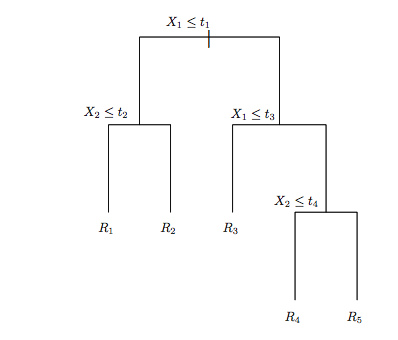 X₁ ≤ t₁
X₂ ≤ t₂
X₁ ≤ t₃
X₂ ≤ t₄
R₁
R₂
R₃
R₄
R₅